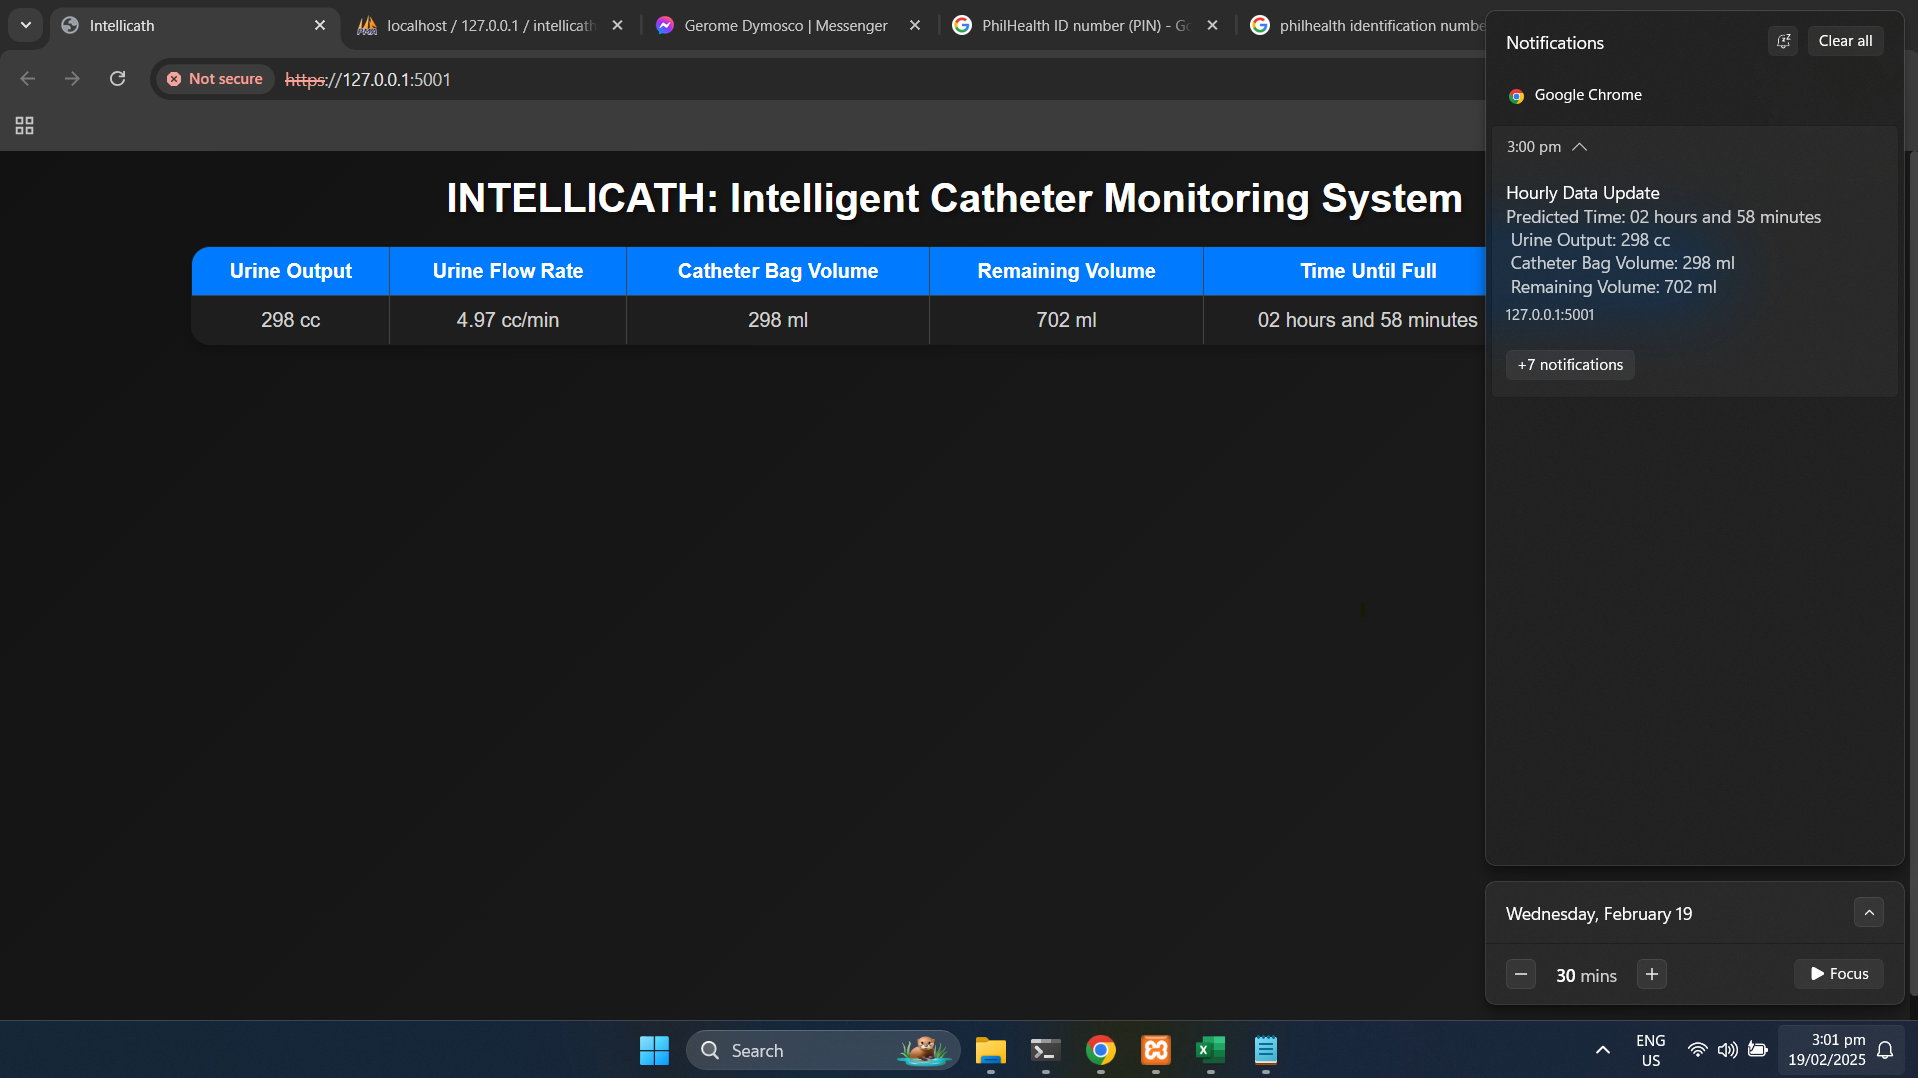 Intellicath
localhost / 127.0.0.1 / intellicath
Gerome Dymosco | Messenger
PhilHealth ID number (PIN) - Go
philhealth identification numbe
Not secure
https://127.0.0.1:5001
INTELLICATH: Intelligent Catheter Monitoring System
Urine Output
Urine Flow Rate
Catheter Bag Volume
Remaining Volume
Time Until Full
298 cc
4.97 cc/min
298 ml
702 ml
02 hours and 58 minutes
Notifications
Clear all
Google Chrome
3:00 pm
Hourly Data Update
Predicted Time: 02 hours and 58 minutes
Urine Output: 298 cc
Catheter Bag Volume: 298 ml
Remaining Volume: 702 ml
127.0.0.1:5001
+7 notifications
Wednesday, February 19
30 mins
Focus
Search
ENG
US
3:01 pm
19/02/2025